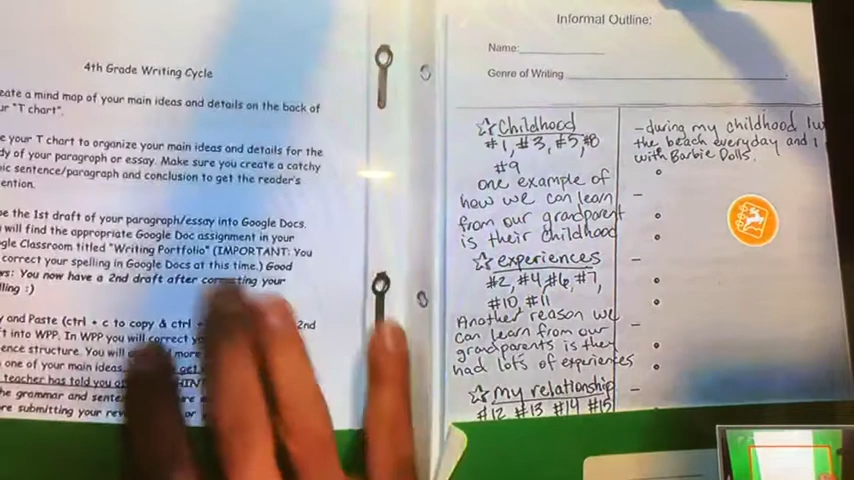 4th Grade Writing Cycle
eate a mind map of your main ideas and details on the back of
ur "T chart".
e your T chart to organize your main ideas and details for the
dy of your paragraph or essay. Make sure you create a catchy
ic sentence/paragraph and conclusion to get the reader's
ention.
pe the 1st draft of your paragraph/essay into Google Docs.
will find the appropriate Google Doc assignment in your
gle Classroom titled "Writing Portfolio" (IMPORTANT: You
correct your spelling in Google Docs at this time.) Good
ws: You now have a 2nd draft after correcting your
lling :)
y and Paste (ctrl + c to copy & ctrl + 2nd
ft into WPP. In WPP you will
ence structure. You will more
one of your main ideas. get
teacher has told you
he grammar and
re submitting your
Informal Outline:
Name:
Genre of Writing
Childhood
#1, #3, #5, #8
#9
one example of
how we can learn
from our grandparent
is their childhood
experiences
#2, #4 #6, #7,
#10, #11
Another reason we
can learn from our
grandparents is they
had lots of experiences
my relationship
#12 #13 #14 #15
- during my childhood I
the beach everyday and I
with Barbie Dolls.